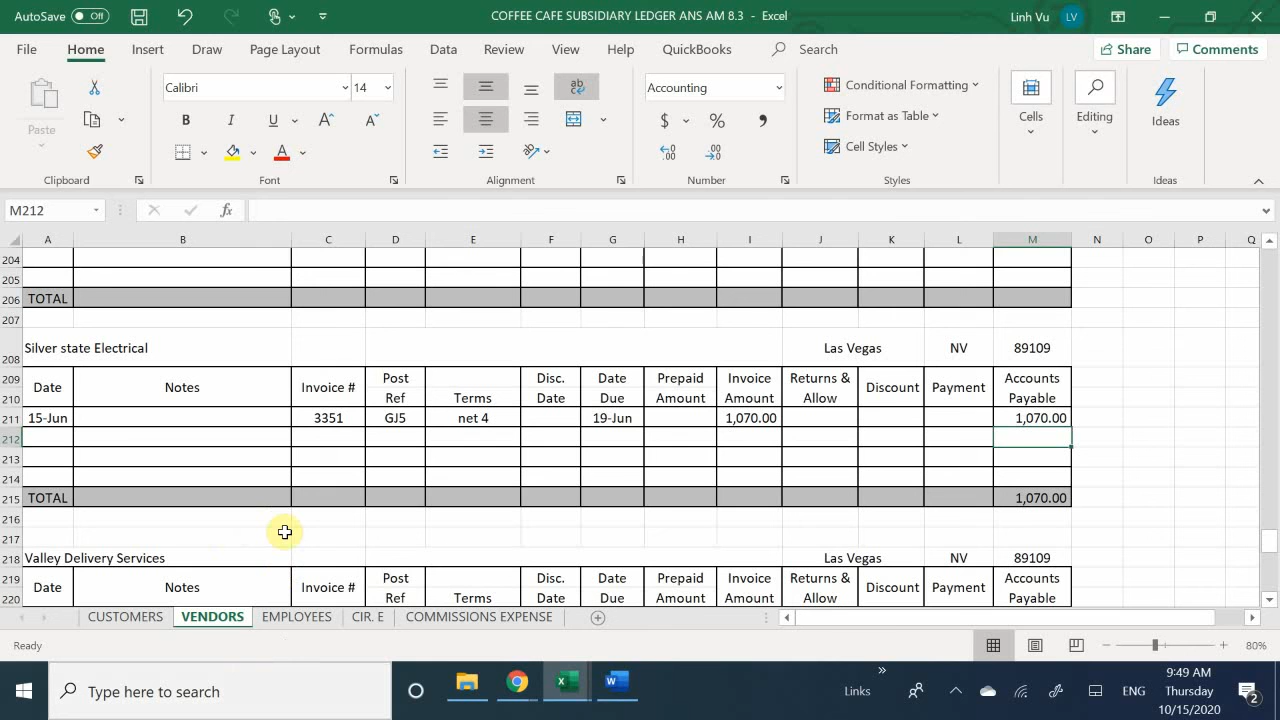 AutoSave Off COFFEE CAFE SUBSIDIARY LEDGER ANS AM 8.3 - Excel Linh Vu LV
File Home Insert Draw Page Layout Formulas Data Review View Help QuickBooks Search Share Comments
Calibri 14 ab Accounting Conditional Formatting
Paste B I U A A $ % , Format as Table Cells Editing Ideas
A Cell Styles
Clipboard Font Alignment Number Styles Ideas
M212 fx
A B C D E F G H I J K L M N O P Q
204
205
206 TOTAL
207
208 Silver state Electrical Las Vegas NV 89109
209 Date Notes Invoice # Post Terms Disc. Date Prepaid Invoice Returns & Discount Payment Accounts
210 Ref Date Due Amount Amount Allow Payable
211 15-Jun 3351 GJ5 net 4 19-Jun 1,070.00 1,070.00
212
213
214
215 TOTAL 1,070.00
216
217
218 Valley Delivery Services Las Vegas NV 89109
219 Date Notes Invoice # Post Terms Disc. Date Prepaid Invoice Returns & Discount Payment Accounts
220 Ref Date Due Amount Amount Allow Payable
CUSTOMERS VENDORS EMPLOYEES CIR. E COMMISSIONS EXPENSE
Ready 80%
Type here to search Links ENG 9:49 AM
Thursday
10/15/2020 2